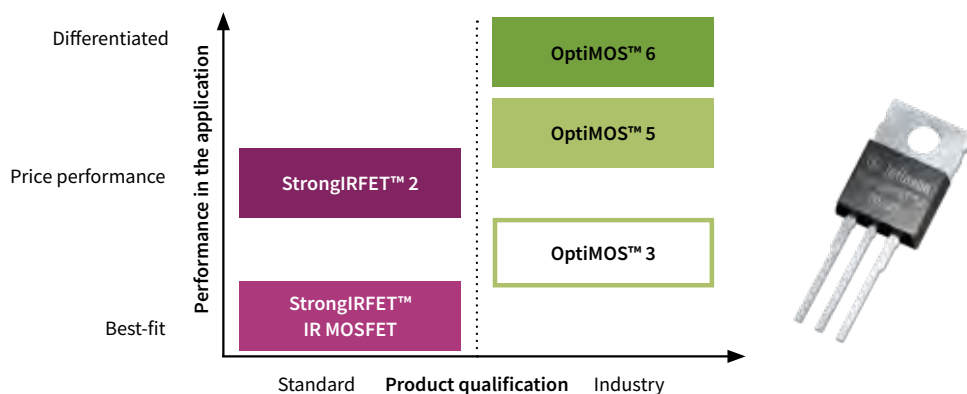 Differentiated
Price performance
Best-fit
Performance in the application
OptiMOS™ 6
OptiMOS™ 5
StrongIRFET™ 2
OptiMOS™ 3
StrongIRFET™
IR MOSFET
Standard
Product qualification
Industry
Infineon